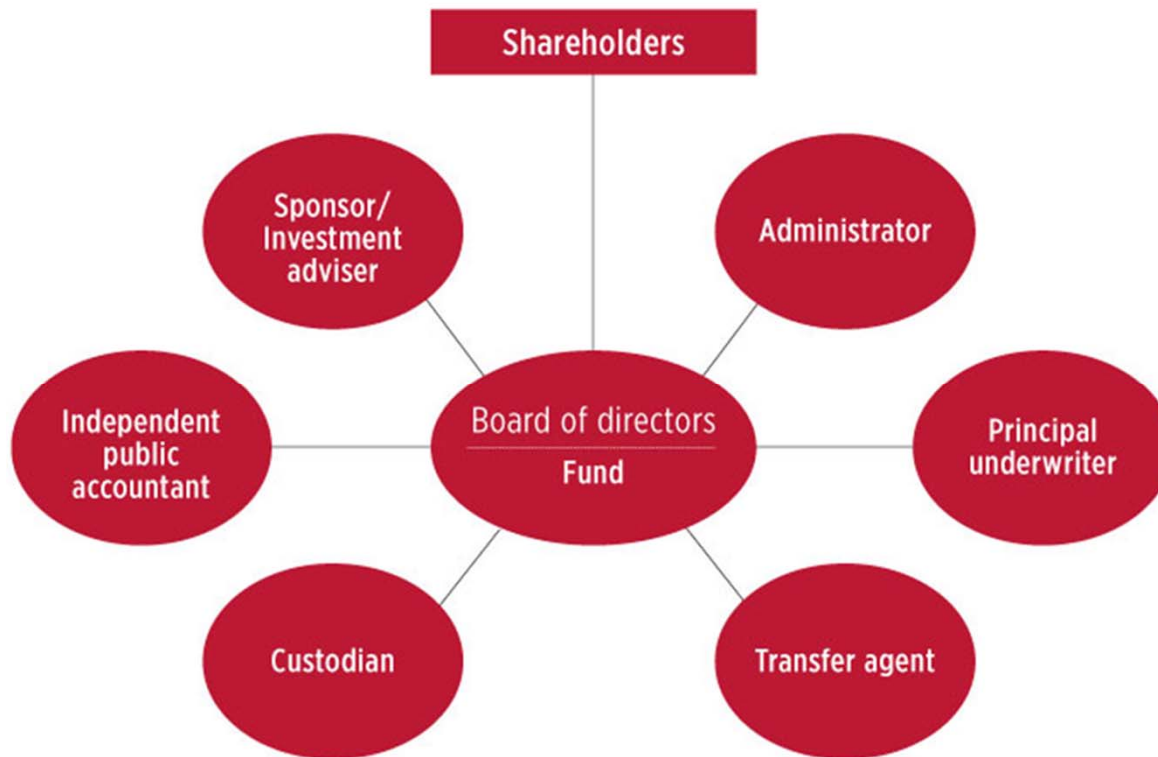 Shareholders
Sponsor/
Investment
adviser
Administrator
Independent
public
accountant
Board of directors
Fund
Principal
underwriter
Custodian
Transfer agent